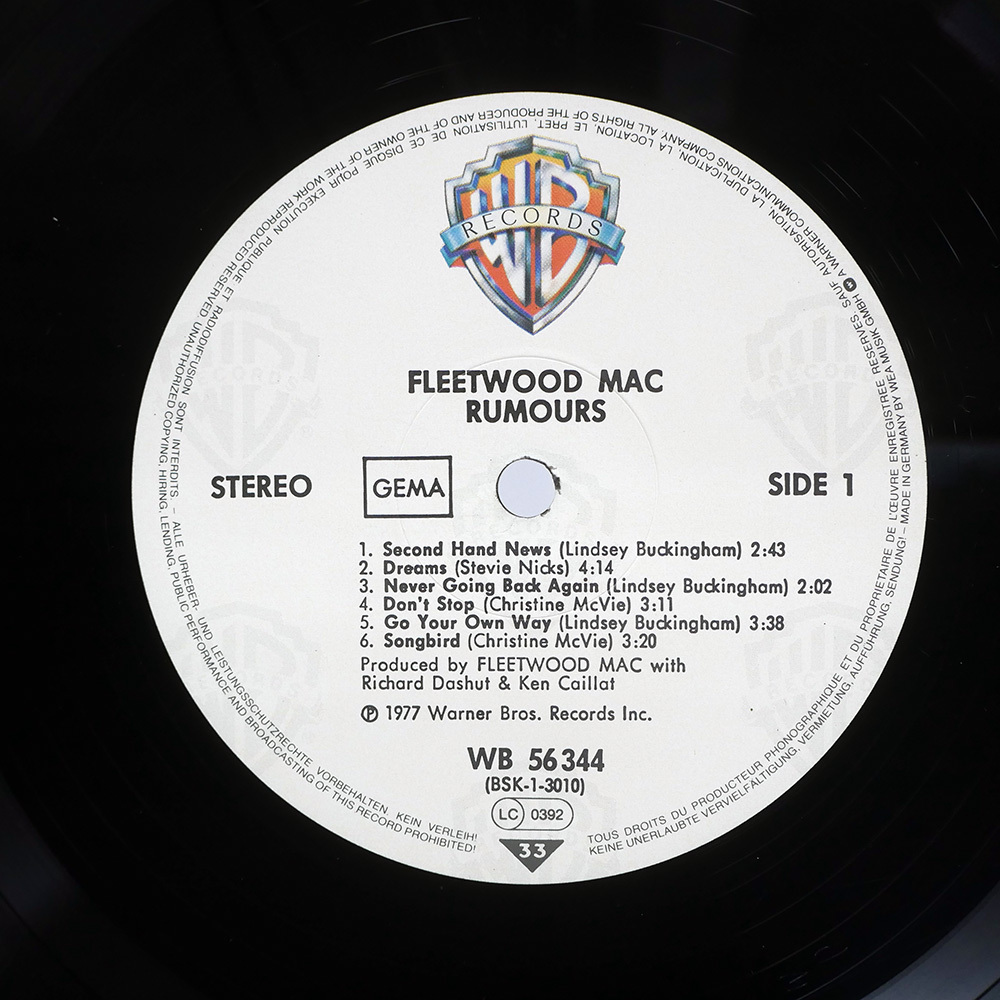 WB
RECORDS
FLEETWOOD MAC
RUMOURS
STEREO
GEMA
SIDE 1
1. Second Hand News (Lindsey Buckingham) 2:43
2. Dreams (Stevie Nicks) 4:14
3. Never Going Back Again (Lindsey Buckingham) 2:02
4. Don't Stop (Christine McVie) 3:11
5. Go Your Own Way (Lindsey Buckingham) 3:38
6. Songbird (Christine McVie) 3:20
Produced by FLEETWOOD MAC with
Richard Dashut & Ken Caillat
℗ 1977 Warner Bros. Records Inc.
WB 56 344
(BSK-1-3010)
LC 0392
33
TOUS DROITS DU PRODUCTEUR PHONOGRAPHIQUE ET DU PROPRIETAIRE DE L'ŒUVRE ENREGISTREE RESERVES. SAUF AUTORISATION, LA DUPLICATION, LA LOCATION, LE PRET, L'UTILISATION DE CE DISQUE POUR EXECUTION PUBLIQUE ET RADIODIFFUSION SONT INTERDITS. – ALLE URHEBER- UND LEISTUNGSSCHUTZRECHTE VORBEHALTEN. KEIN VERLEIH!
KEINE UNERLAUBTE VERVIELFÄLTIGUNG, VERMIETUNG, AUFFÜHRUNG, SENDUNG! – MADE IN GERMANY BY WEA MUSIK GMBH A WARNER COMMUNICATIONS COMPANY. ALL RIGHTS OF THE PRODUCER AND OF THE OWNER OF THE WORK REPRODUCED RESERVED. UNAUTHORIZED COPYING, HIRING, LENDING, PUBLIC PERFORMANCE AND BROADCASTING OF THIS RECORD PROHIBITED!